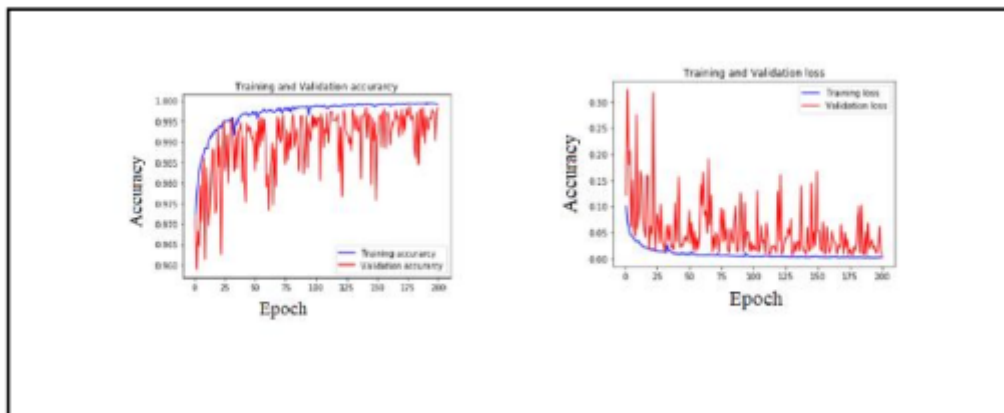 Training and Validation accurarcy
1.000
0.995
0.990
0.985
0.980
0.975
0.970
0.965
0.960
Accuracy
Training accurarcy
Validation accurarcy
0 25 50 75 100 125 150 175 200
Epoch
Training and Validation loss
0.30
0.25
0.20
0.15
0.10
0.05
0.00
Accuracy
Training loss
Validation loss
0 25 50 75 100 125 150 175 200
Epoch